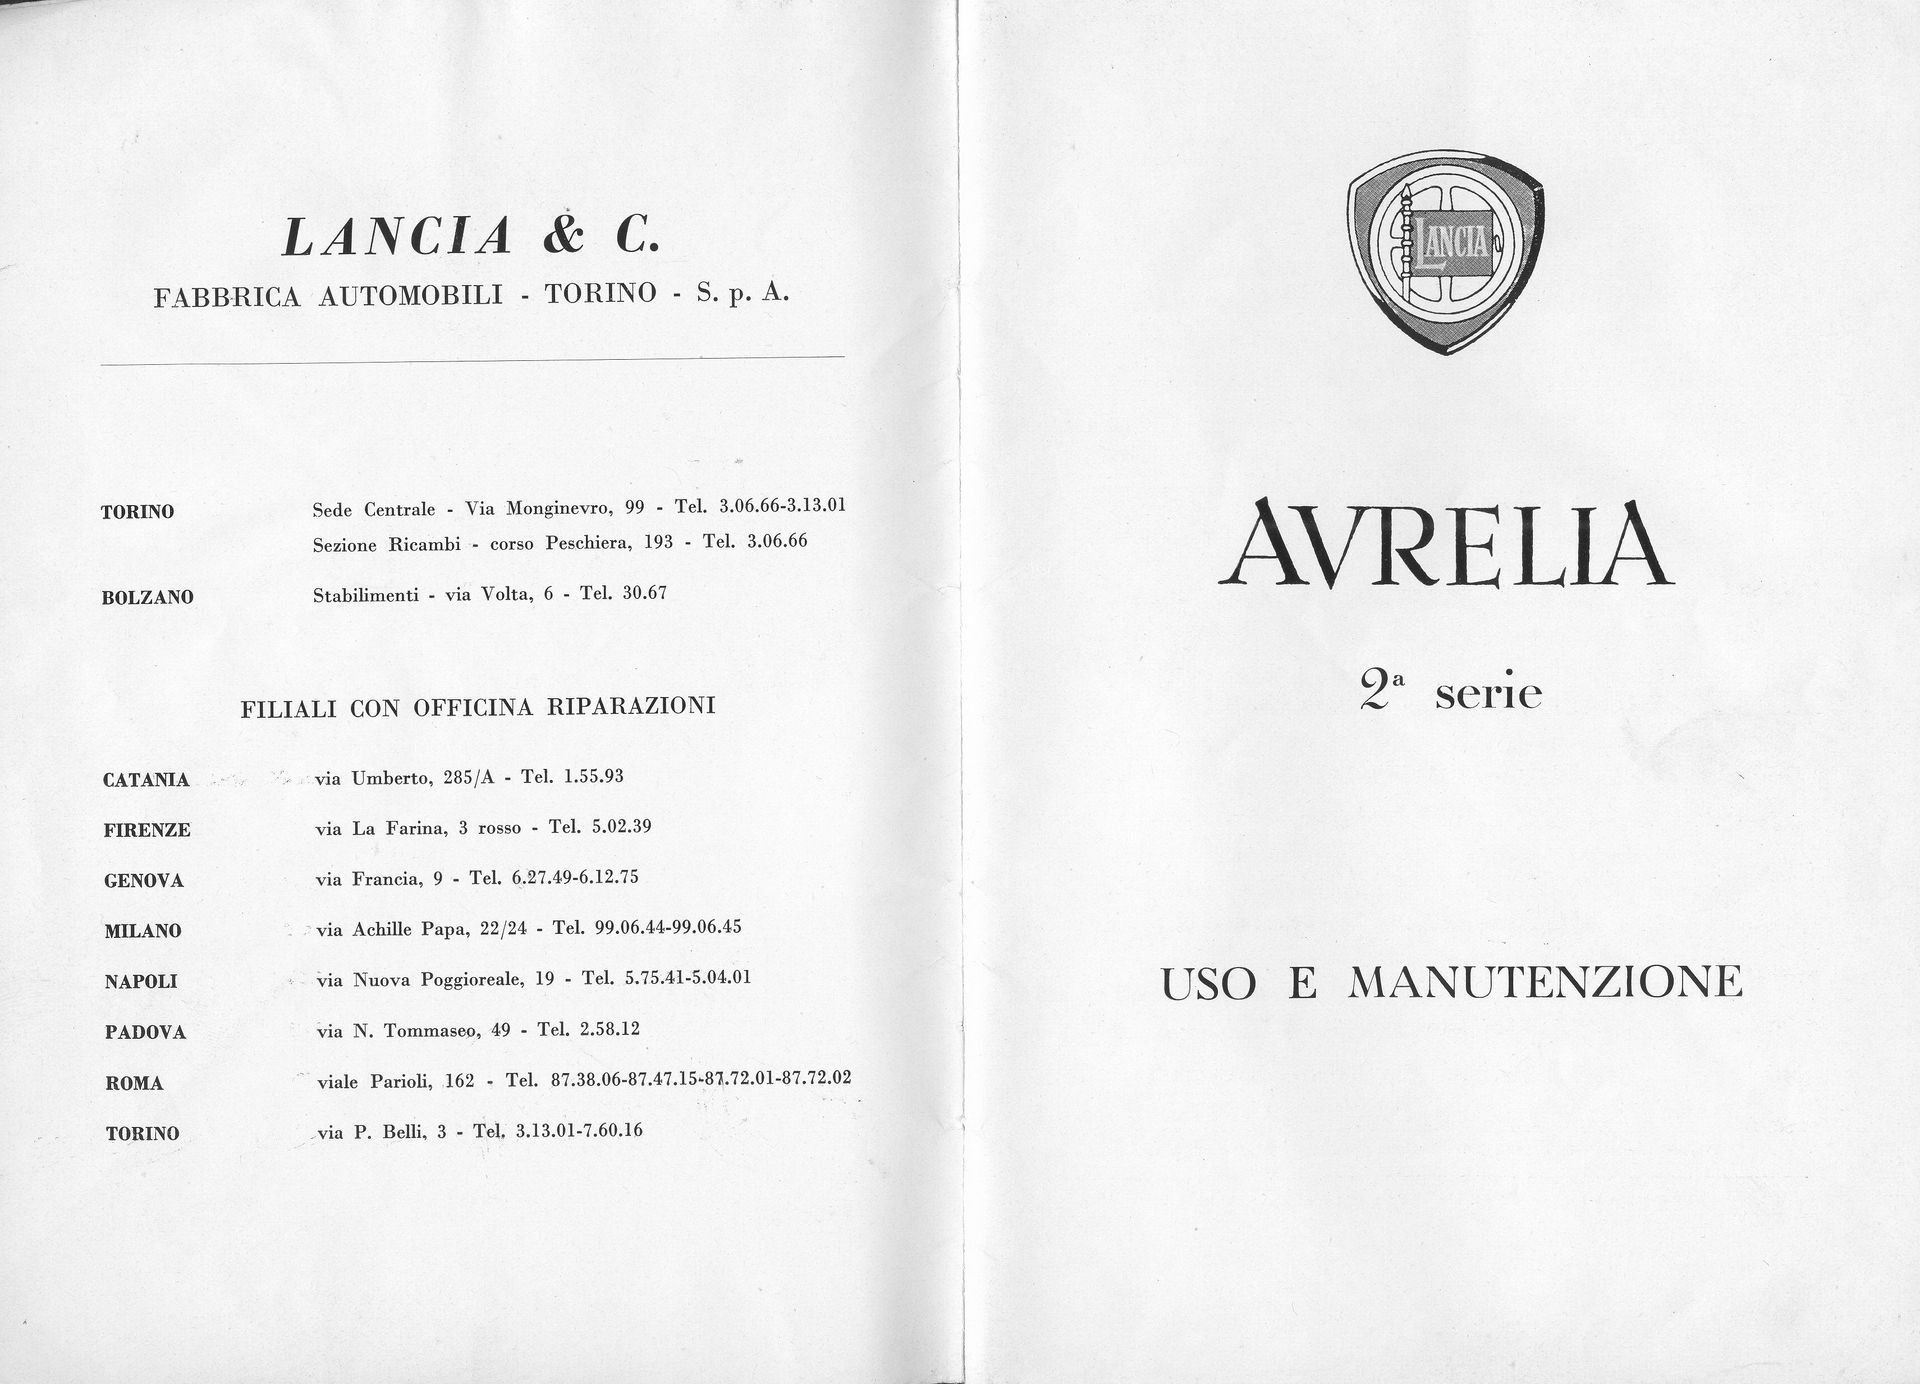 LANCIA & C.
FABBRICA AUTOMOBILI - TORINO - S. p. A.
TORINO Sede Centrale - Via Monginevro, 99 - Tel. 3.06.66-3.13.01
Sezione Ricambi - corso Peschiera, 193 - Tel. 3.06.66
BOLZANO Stabilimenti - via Volta, 6 - Tel. 30.67
FILIALI CON OFFICINA RIPARAZIONI
CATANIA via Umberto, 285/A - Tel. 1.55.93
FIRENZE via La Farina, 3 rosso - Tel. 5.02.39
GENOVA via Francia, 9 - Tel. 6.27.49-6.12.75
MILANO via Achille Papa, 22/24 - Tel. 99.06.44-99.06.45
NAPOLI via Nuova Poggioreale, 19 - Tel. 5.75.41-5.04.01
PADOVA via N. Tommaseo, 49 - Tel. 2.58.12
ROMA viale Parioli, 162 - Tel. 87.38.06-87.47.15-87.72.01-87.72.02
TORINO via P. Belli, 3 - Tel. 3.13.01-7.60.16
LANCIA
AVRELIA
2a serie
USO E MANUTENZIONE